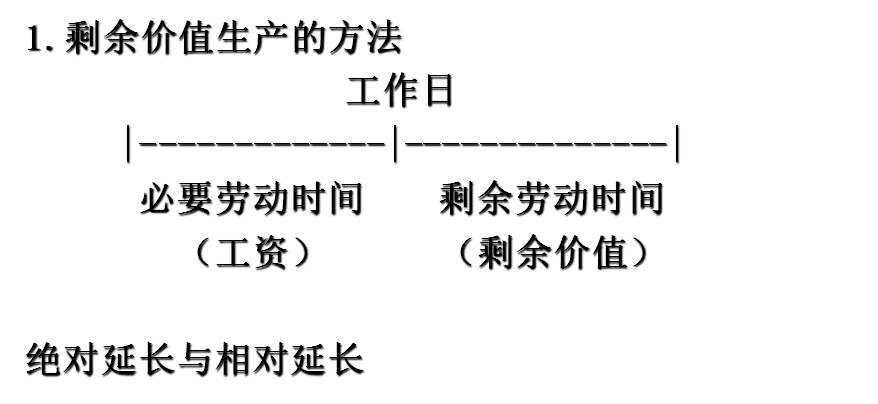 1. 剩余价值生产的方法
工作日
|-------------|--------------|
必要劳动时间 剩余劳动时间
（工资） （剩余价值）
绝对延长与相对延长